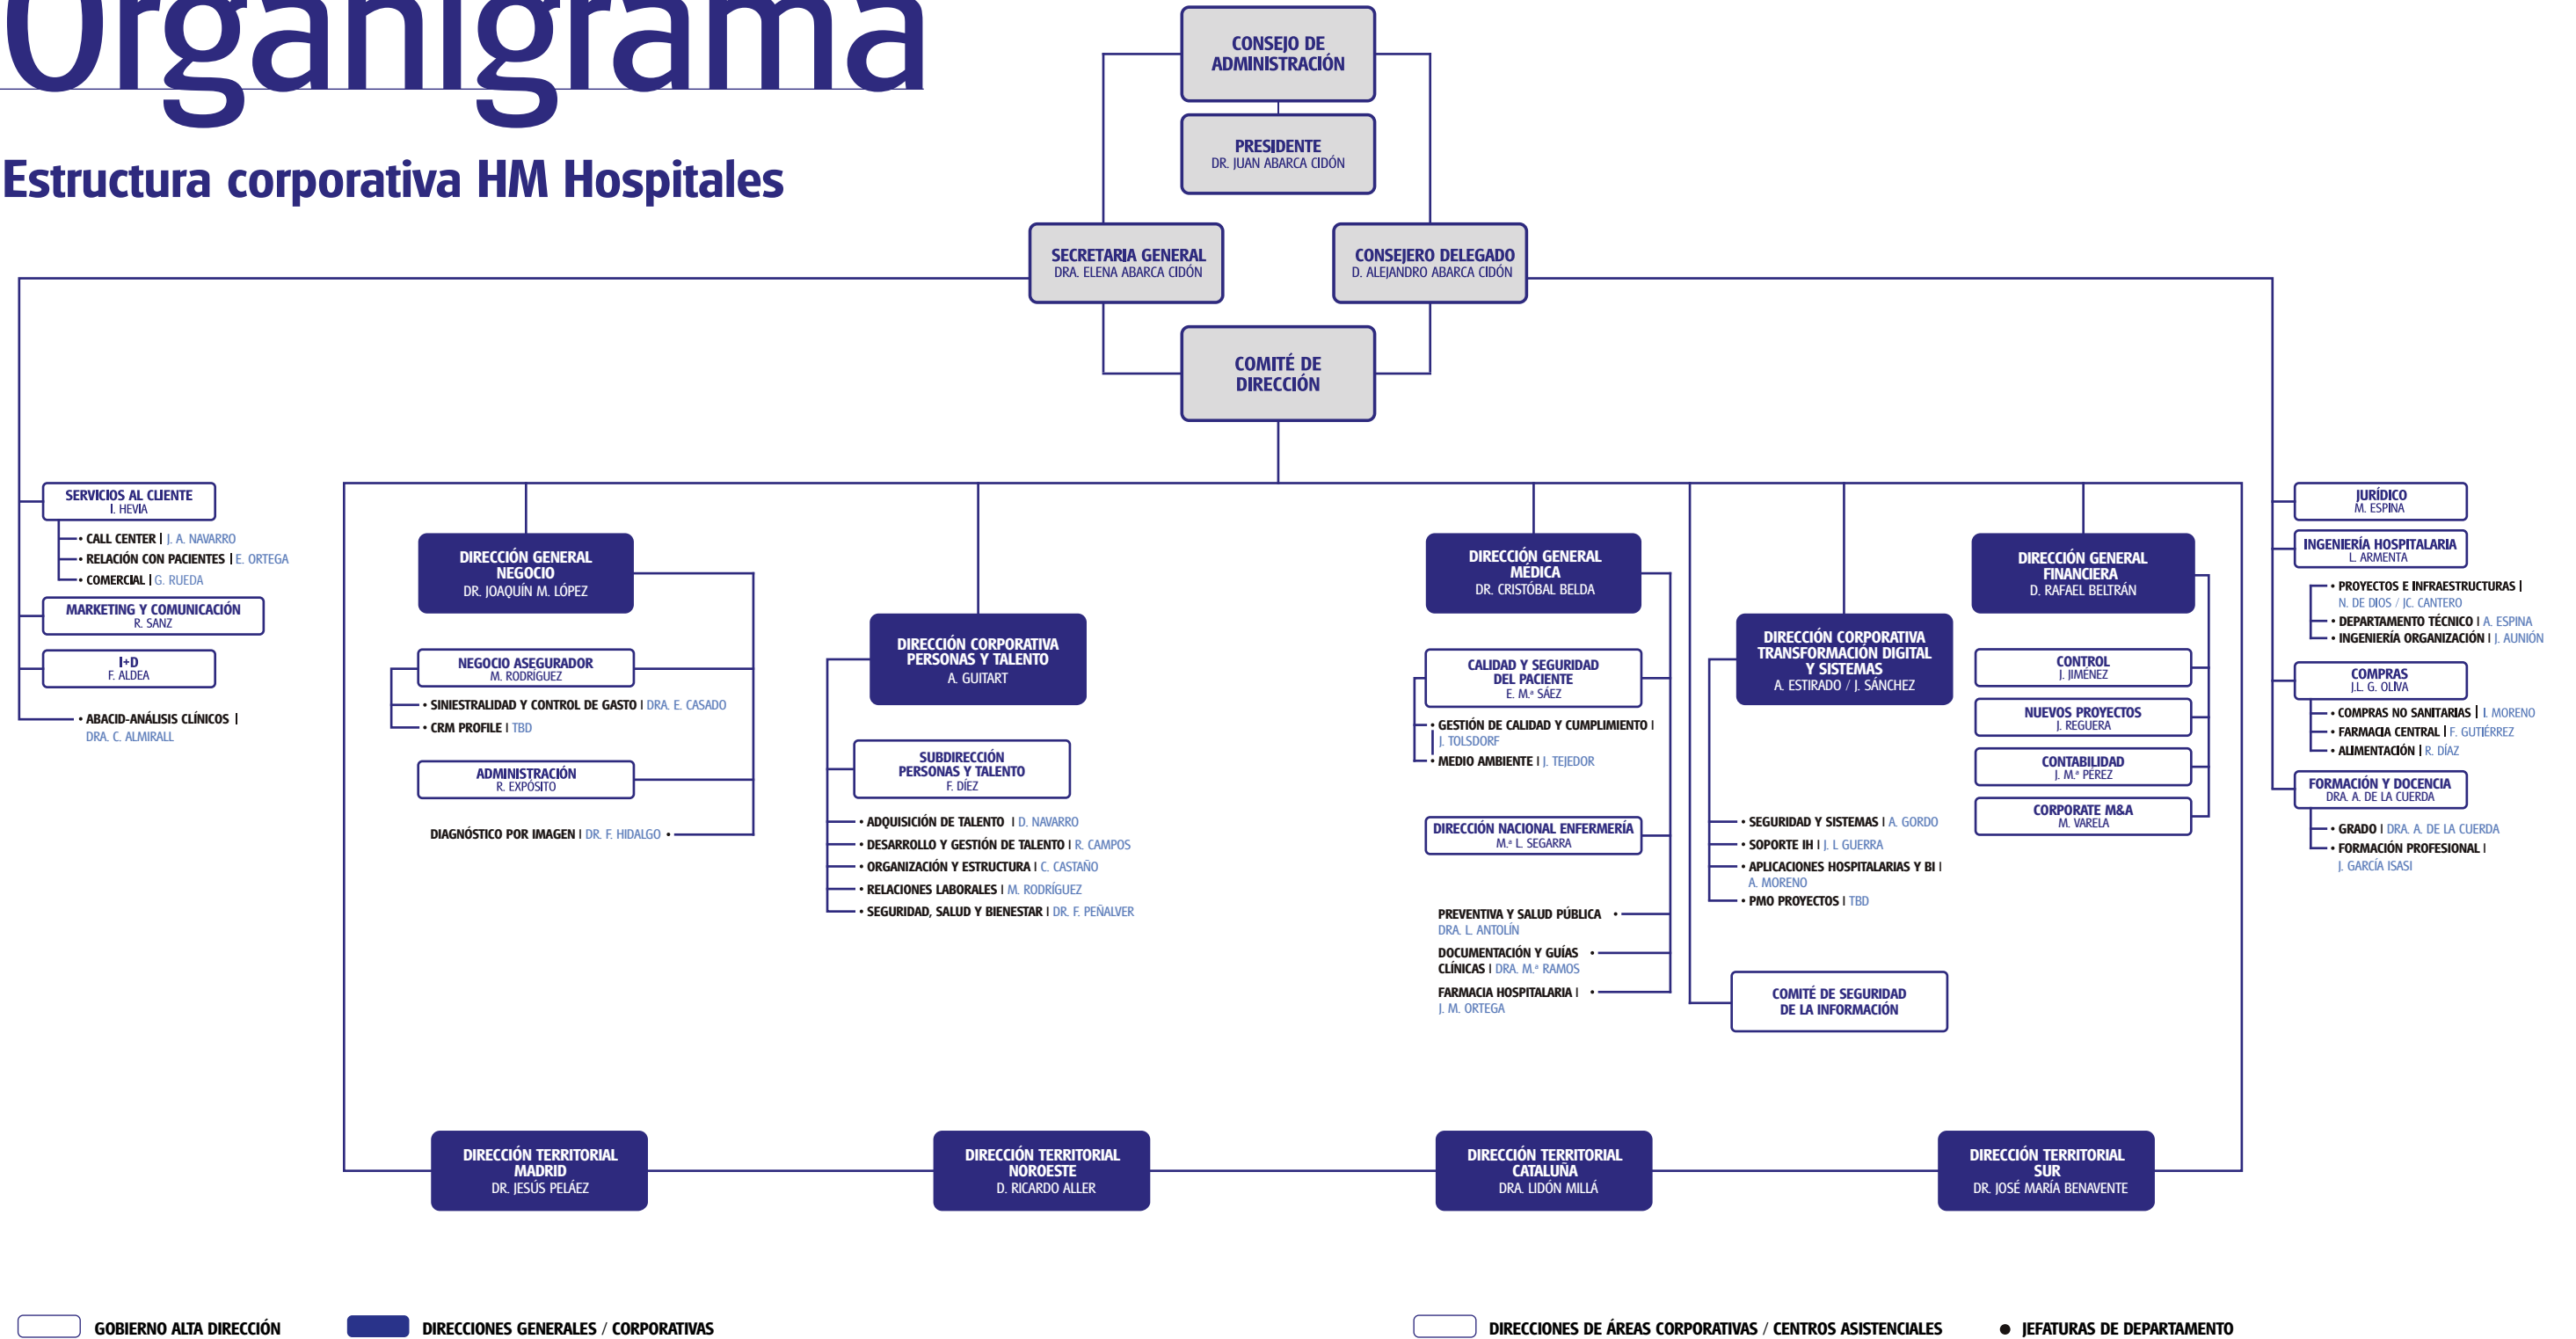 Organigrama
Estructura corporativa HM Hospitales
CONSEJO DE
ADMINISTRACIÓN
PRESIDENTE
DR. JUAN ABARCA CIDÓN
SECRETARIA GENERAL
DRA. ELENA ABARCA CIDÓN
CONSEJERO DELEGADO
D. ALEJANDRO ABARCA CIDÓN
COMITÉ DE
DIRECCIÓN
SERVICIOS AL CLIENTE
I. HEVIA
• CALL CENTER | J. A. NAVARRO
• RELACIÓN CON PACIENTES | E. ORTEGA
• COMERCIAL | G. RUEDA
MARKETING Y COMUNICACIÓN
R. SANZ
I+D
F. ALDEA
• ABACID-ANÁLISIS CLÍNICOS |
DRA. C. ALMIRALL
DIRECCIÓN GENERAL
NEGOCIO
DR. JOAQUÍN M. LÓPEZ
NEGOCIO ASEGURADOR
M. RODRÍGUEZ
• SINIESTRALIDAD Y CONTROL DE GASTO | DRA. E. CASADO
• CRM PROFILE | TBD
ADMINISTRACIÓN
R. EXPÓSITO
DIAGNÓSTICO POR IMAGEN | DR. F. HIDALGO •
DIRECCIÓN CORPORATIVA
PERSONAS Y TALENTO
A. GUITART
SUBDIRECCIÓN
PERSONAS Y TALENTO
F. DÍEZ
• ADQUISICIÓN DE TALENTO | D. NAVARRO
• DESARROLLO Y GESTIÓN DE TALENTO | R. CAMPOS
• ORGANIZACIÓN Y ESTRUCTURA | C. CASTAÑO
• RELACIONES LABORALES | M. RODRÍGUEZ
• SEGURIDAD, SALUD Y BIENESTAR | DR. F. PEÑALVER
DIRECCIÓN GENERAL
MÉDICA
DR. CRISTÓBAL BELDA
CALIDAD Y SEGURIDAD
DEL PACIENTE
E. M.ª SÁEZ
• GESTIÓN DE CALIDAD Y CUMPLIMIENTO |
J. TOLSDORF
• MEDIO AMBIENTE | J. TEJEDOR
DIRECCIÓN NACIONAL ENFERMERÍA
M.ª L. SEGARRA
PREVENTIVA Y SALUD PÚBLICA •
DRA. L. ANTOLÍN
DOCUMENTACIÓN Y GUÍAS •
CLÍNICAS | DRA. M.ª RAMOS
FARMACIA HOSPITALARIA | •
J. M. ORTEGA
DIRECCIÓN CORPORATIVA
TRANSFORMACIÓN DIGITAL
Y SISTEMAS
A. ESTIRADO / J. SÁNCHEZ
• SEGURIDAD Y SISTEMAS | A. GORDO
• SOPORTE IH | J. L GUERRA
• APLICACIONES HOSPITALARIAS Y BI |
A. MORENO
• PMO PROYECTOS | TBD
COMITÉ DE SEGURIDAD
DE LA INFORMACIÓN
DIRECCIÓN GENERAL
FINANCIERA
D. RAFAEL BELTRÁN
CONTROL
J. JIMÉNEZ
NUEVOS PROYECTOS
J. REGUERA
CONTABILIDAD
J. M.ª PÉREZ
CORPORATE M&A
M. VARELA
JURÍDICO
M. ESPINA
INGENIERÍA HOSPITALARIA
L. ARMENTA
• PROYECTOS E INFRAESTRUCTURAS |
N. DE DIOS / JC. CANTERO
• DEPARTAMENTO TÉCNICO | A. ESPINA
• INGENIERÍA ORGANIZACIÓN | J. AUNIÓN
COMPRAS
J.L. G. OLIVA
• COMPRAS NO SANITARIAS | I. MORENO
• FARMACIA CENTRAL | F. GUTIÉRREZ
• ALIMENTACIÓN | R. DÍAZ
FORMACIÓN Y DOCENCIA
DRA. A. DE LA CUERDA
• GRADO | DRA. A. DE LA CUERDA
• FORMACIÓN PROFESIONAL |
J. GARCÍA ISASI
DIRECCIÓN TERRITORIAL
MADRID
DR. JESÚS PELÁEZ
DIRECCIÓN TERRITORIAL
NOROESTE
D. RICARDO ALLER
DIRECCIÓN TERRITORIAL
CATALUÑA
DRA. LIDÓN MILLÁ
DIRECCIÓN TERRITORIAL
SUR
DR. JOSÉ MARÍA BENAVENTE
GOBIERNO ALTA DIRECCIÓN
DIRECCIONES GENERALES / CORPORATIVAS
DIRECCIONES DE ÁREAS CORPORATIVAS / CENTROS ASISTENCIALES
• JEFATURAS DE DEPARTAMENTO